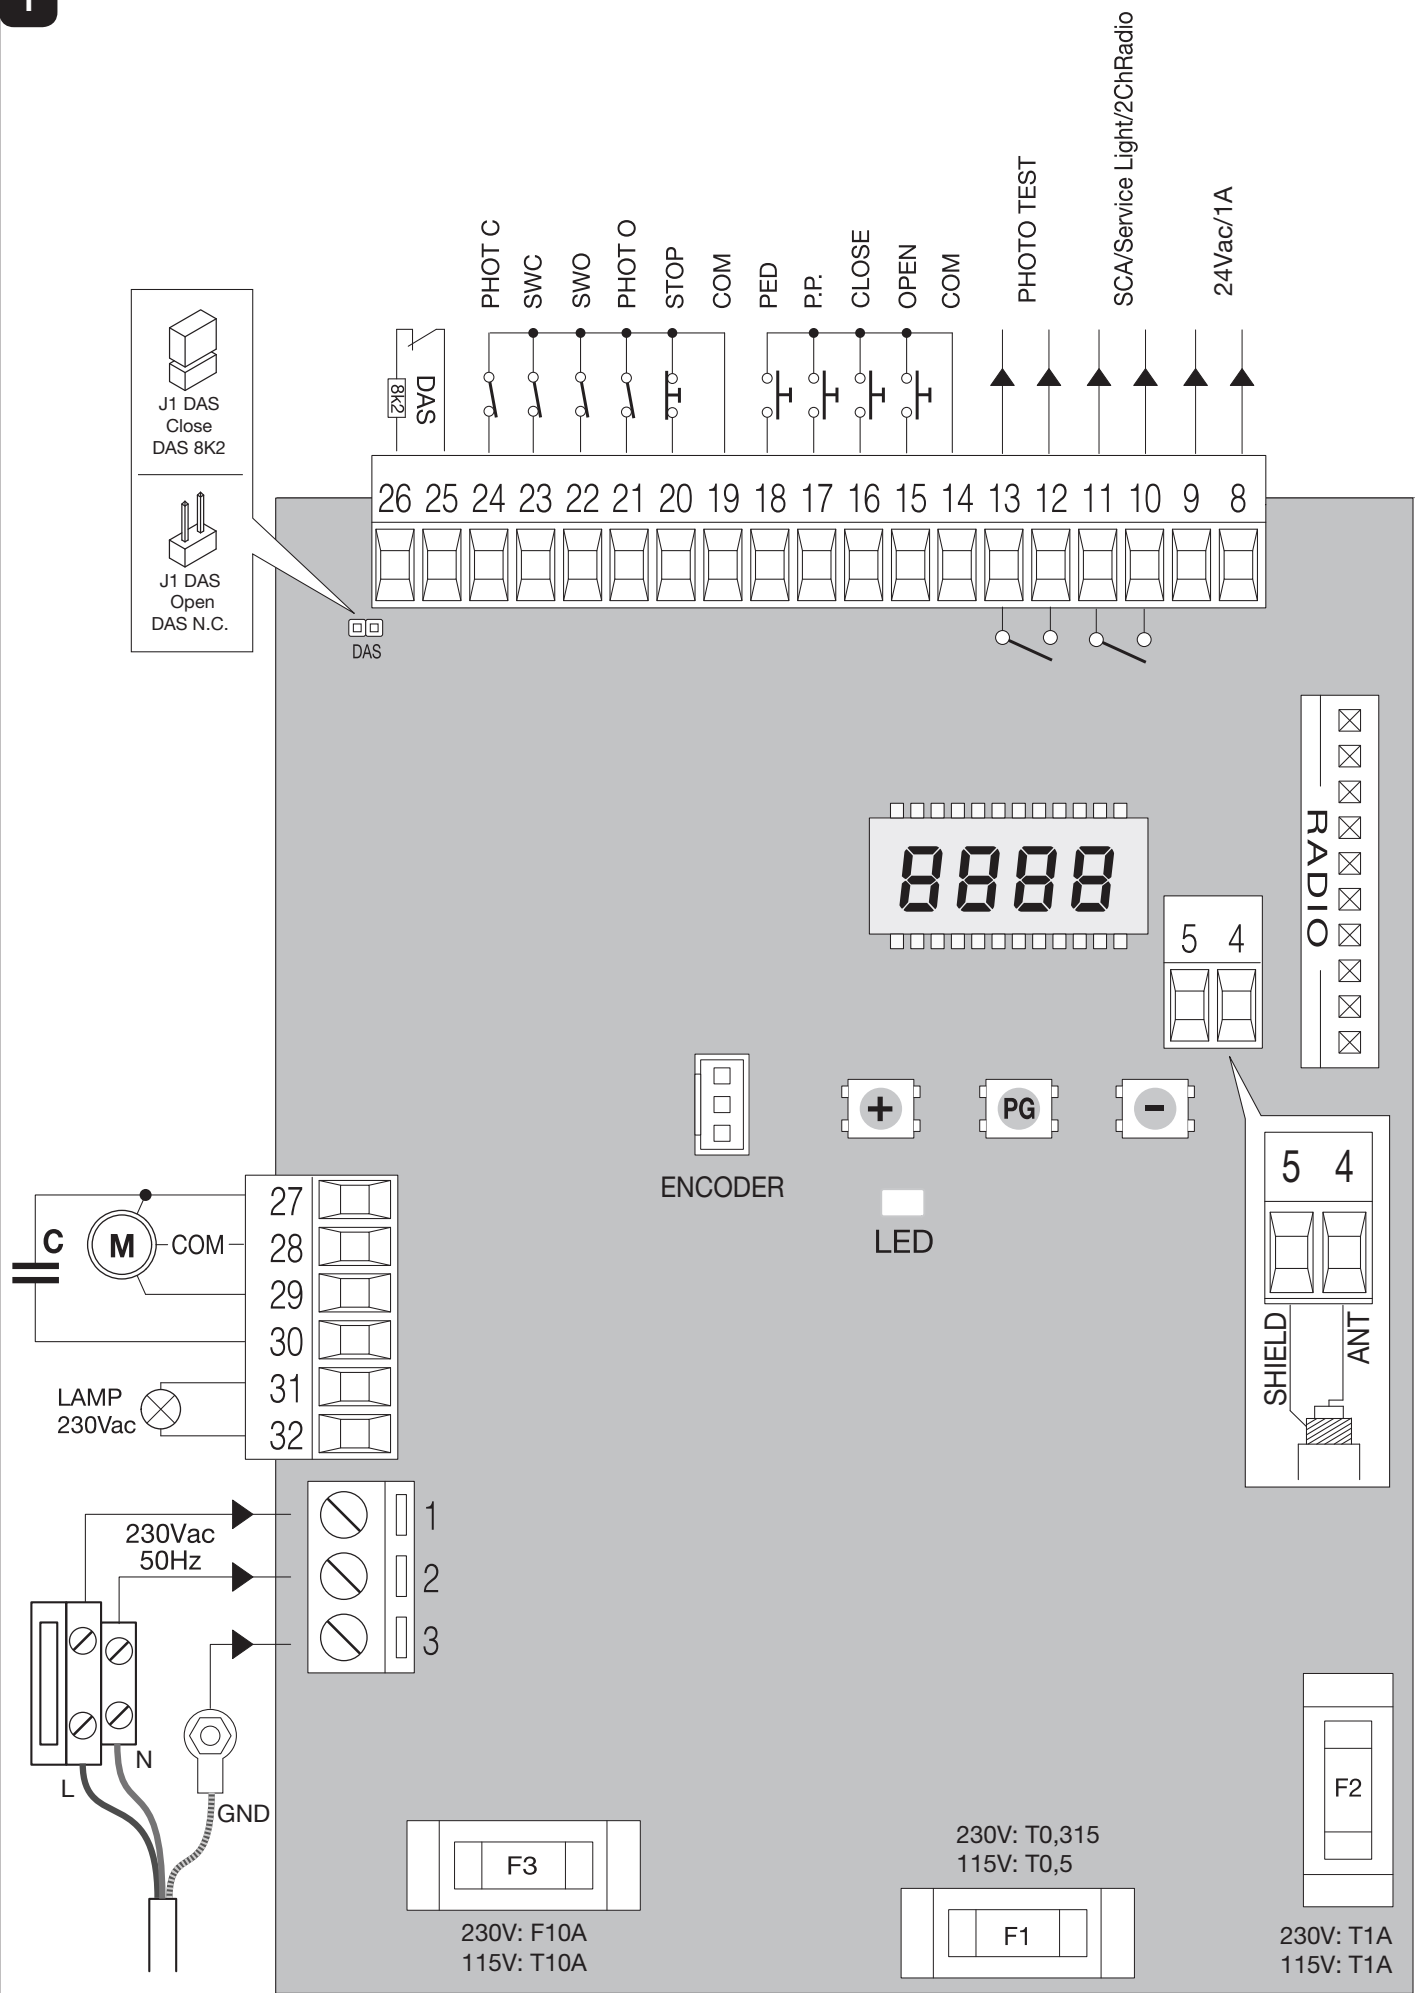 1
SCA/Service Light/2ChRadio
PHOTO TEST
24Vac/1A
PHOT C
SWC
SWO
PHOT O
STOP
COM
PED
P.P.
CLOSE
OPEN
COM
8K2
DAS
J1 DAS
Close
DAS 8K2
J1 DAS
Open
DAS N.C.
26 25 24 23 22 21 20 19 18 17 16 15 14 13 12 11 10 9 8
DAS
RADIO
8888
5 4
+ PG -
ENCODER
LED
5 4
SHIELD
ANT
27
28
29
30
31
32
C
M
COM
LAMP
230Vac
230Vac
50Hz
1
2
3
L
N
GND
F3
230V: F10A
115V: T10A
230V: T0,315
115V: T0,5
F1
F2
230V: T1A
115V: T1A